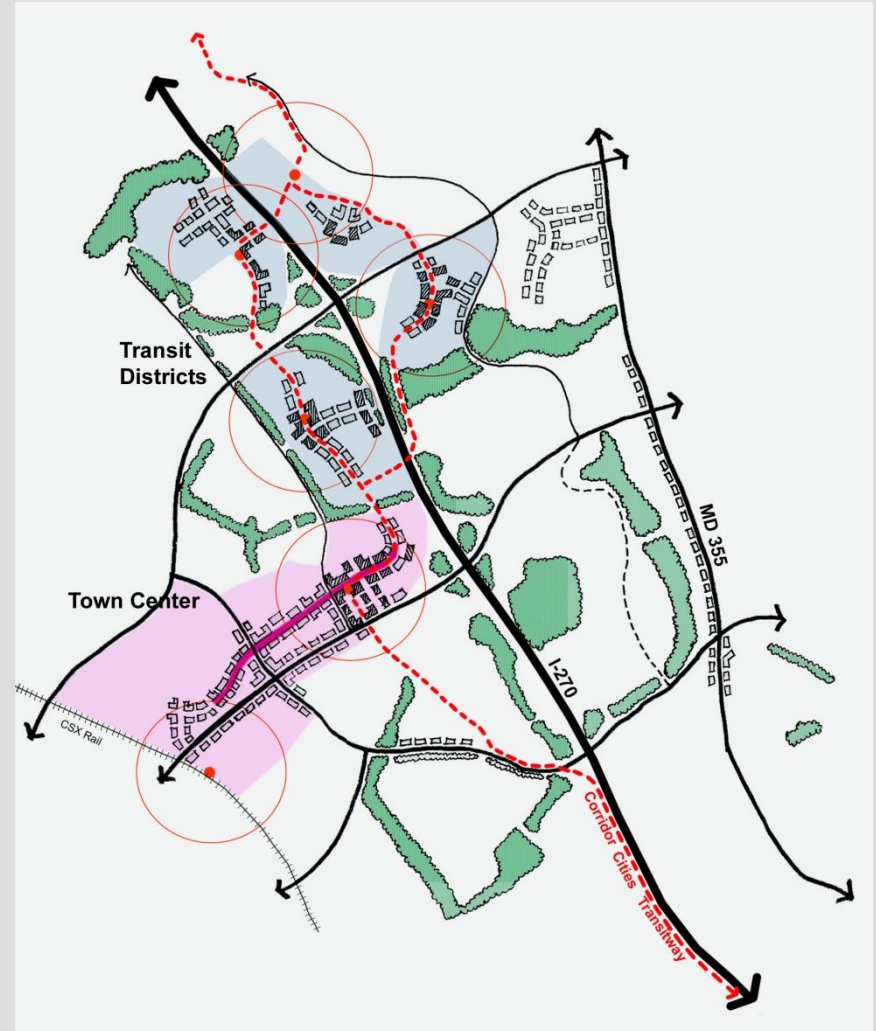 Transit
Districts
MD 355
Town Center
I-270
CSX Rail
Corridor Cities Transitway